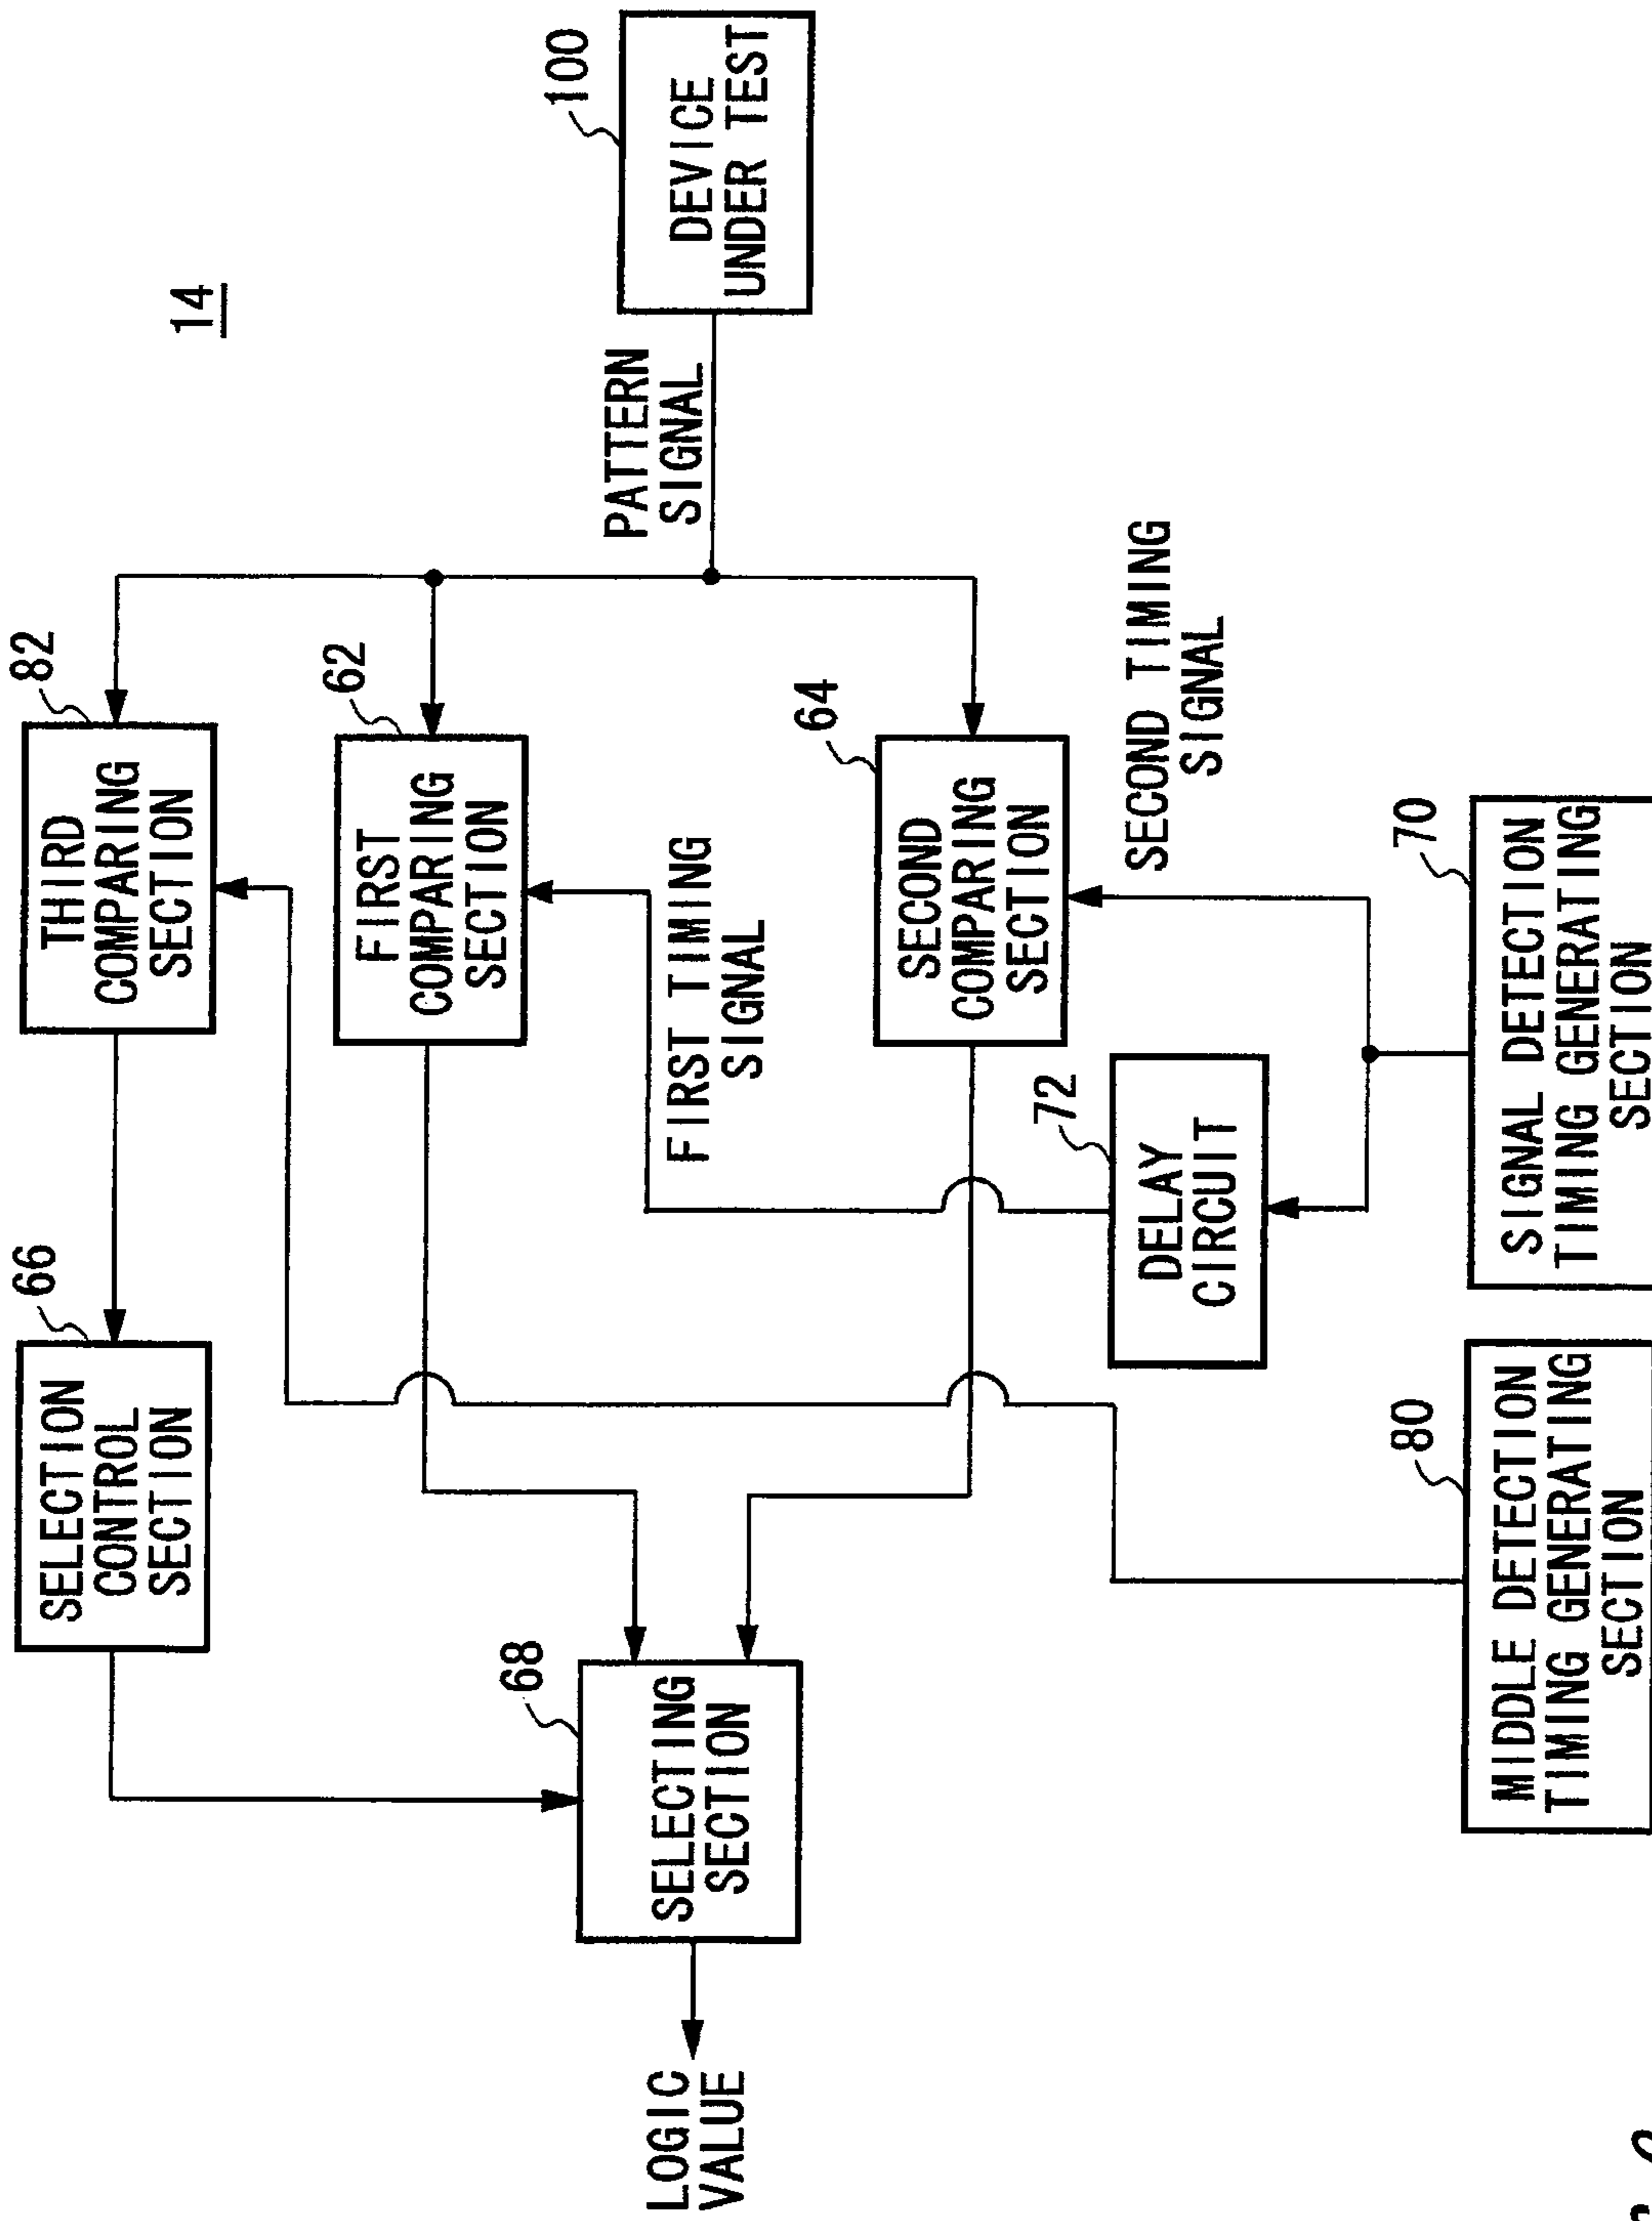 14
66
SELECTION
CONTROL
SECTION
82
THIRD
COMPARING
SECTION
62
FIRST
COMPARING
SECTION
100
DEVICE
UNDER TEST
PATTERN
SIGNAL
68
SELECTING
SECTION
LOGIC
VALUE
FIRST TIMING
SIGNAL
64
SECOND
COMPARING
SECTION
72
DELAY
CIRCUIT
SECOND TIMING
SIGNAL
80
MIDDLE DETECTION
TIMING GENERATING
SECTION
70
SIGNAL DETECTION
TIMING GENERATING
SECTION